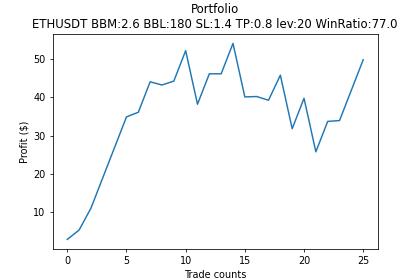 Portfolio
ETHUSDT BBM:2.6 BBL:180 SL:1.4 TP:0.8 lev:20 WinRatio:77.0
50
40
30
20
10
Profit ($)
0 5 10 15 20 25
Trade counts